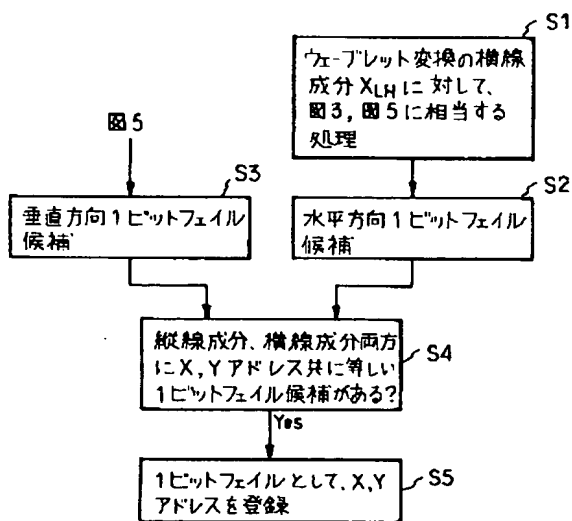 S1
ウェーブレット変換の横線
成分XLHに対して、
図3,図5に相当する
処理
図5
S3
垂直方向1ビットフェイル
候補
S2
水平方向1ビットフェイル
候補
S4
縦線成分、横線成分両方
にX,Yアドレス共に等しい
1ビットフェイル候補がある?
Yes
S5
1ビットフェイルとして、X,Y
アドレスを登録